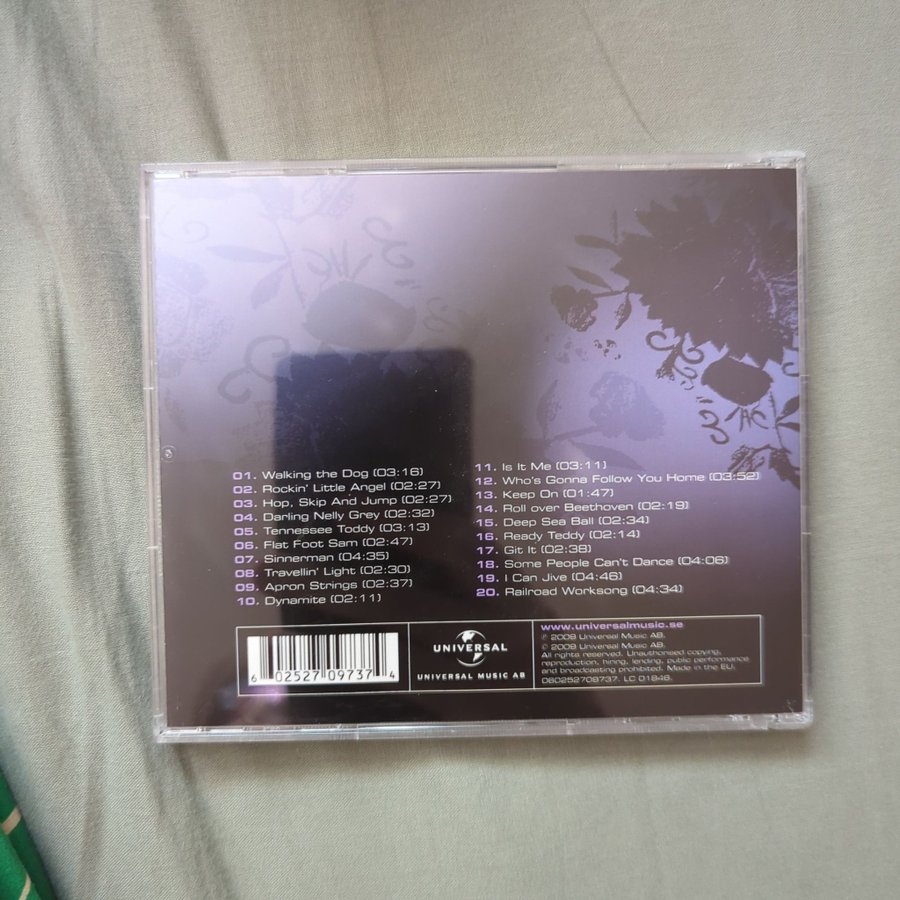 01. Walking the Dog (03:16)
02. Rockin' Little Angel (02:27)
03. Hop, Skip And Jump (02:27)
04. Darling Nelly Grey (02:32)
05. Tennessee Toddy (03:13)
06. Flat Foot Sam (02:47)
07. Sinnerman (04:35)
08. Travellin' Light (02:30)
09. Apron Strings (02:37)
10. Dynamite (02:11)
11. Is It Me (03:11)
12. Who's Gonna Follow You Home (03:52)
13. Keep On (01:47)
14. Roll over Beethoven (02:19)
15. Deep Sea Ball (02:34)
16. Ready Teddy (02:14)
17. Git It (02:38)
18. Some People Can't Dance (04:06)
19. I Can Jive (04:46)
20. Railroad Worksong (04:34)
6 02527 09737 4
UNIVERSAL
UNIVERSAL MUSIC AB
www.universalmusic.se
℗ 2009 Universal Music AB.
© 2009 Universal Music AB.
All rights reserved. Unauthorised copying,
reproduction, hiring, lending, public performance
and broadcasting prohibited. Made in the EU.
060252709737. LC 01846.